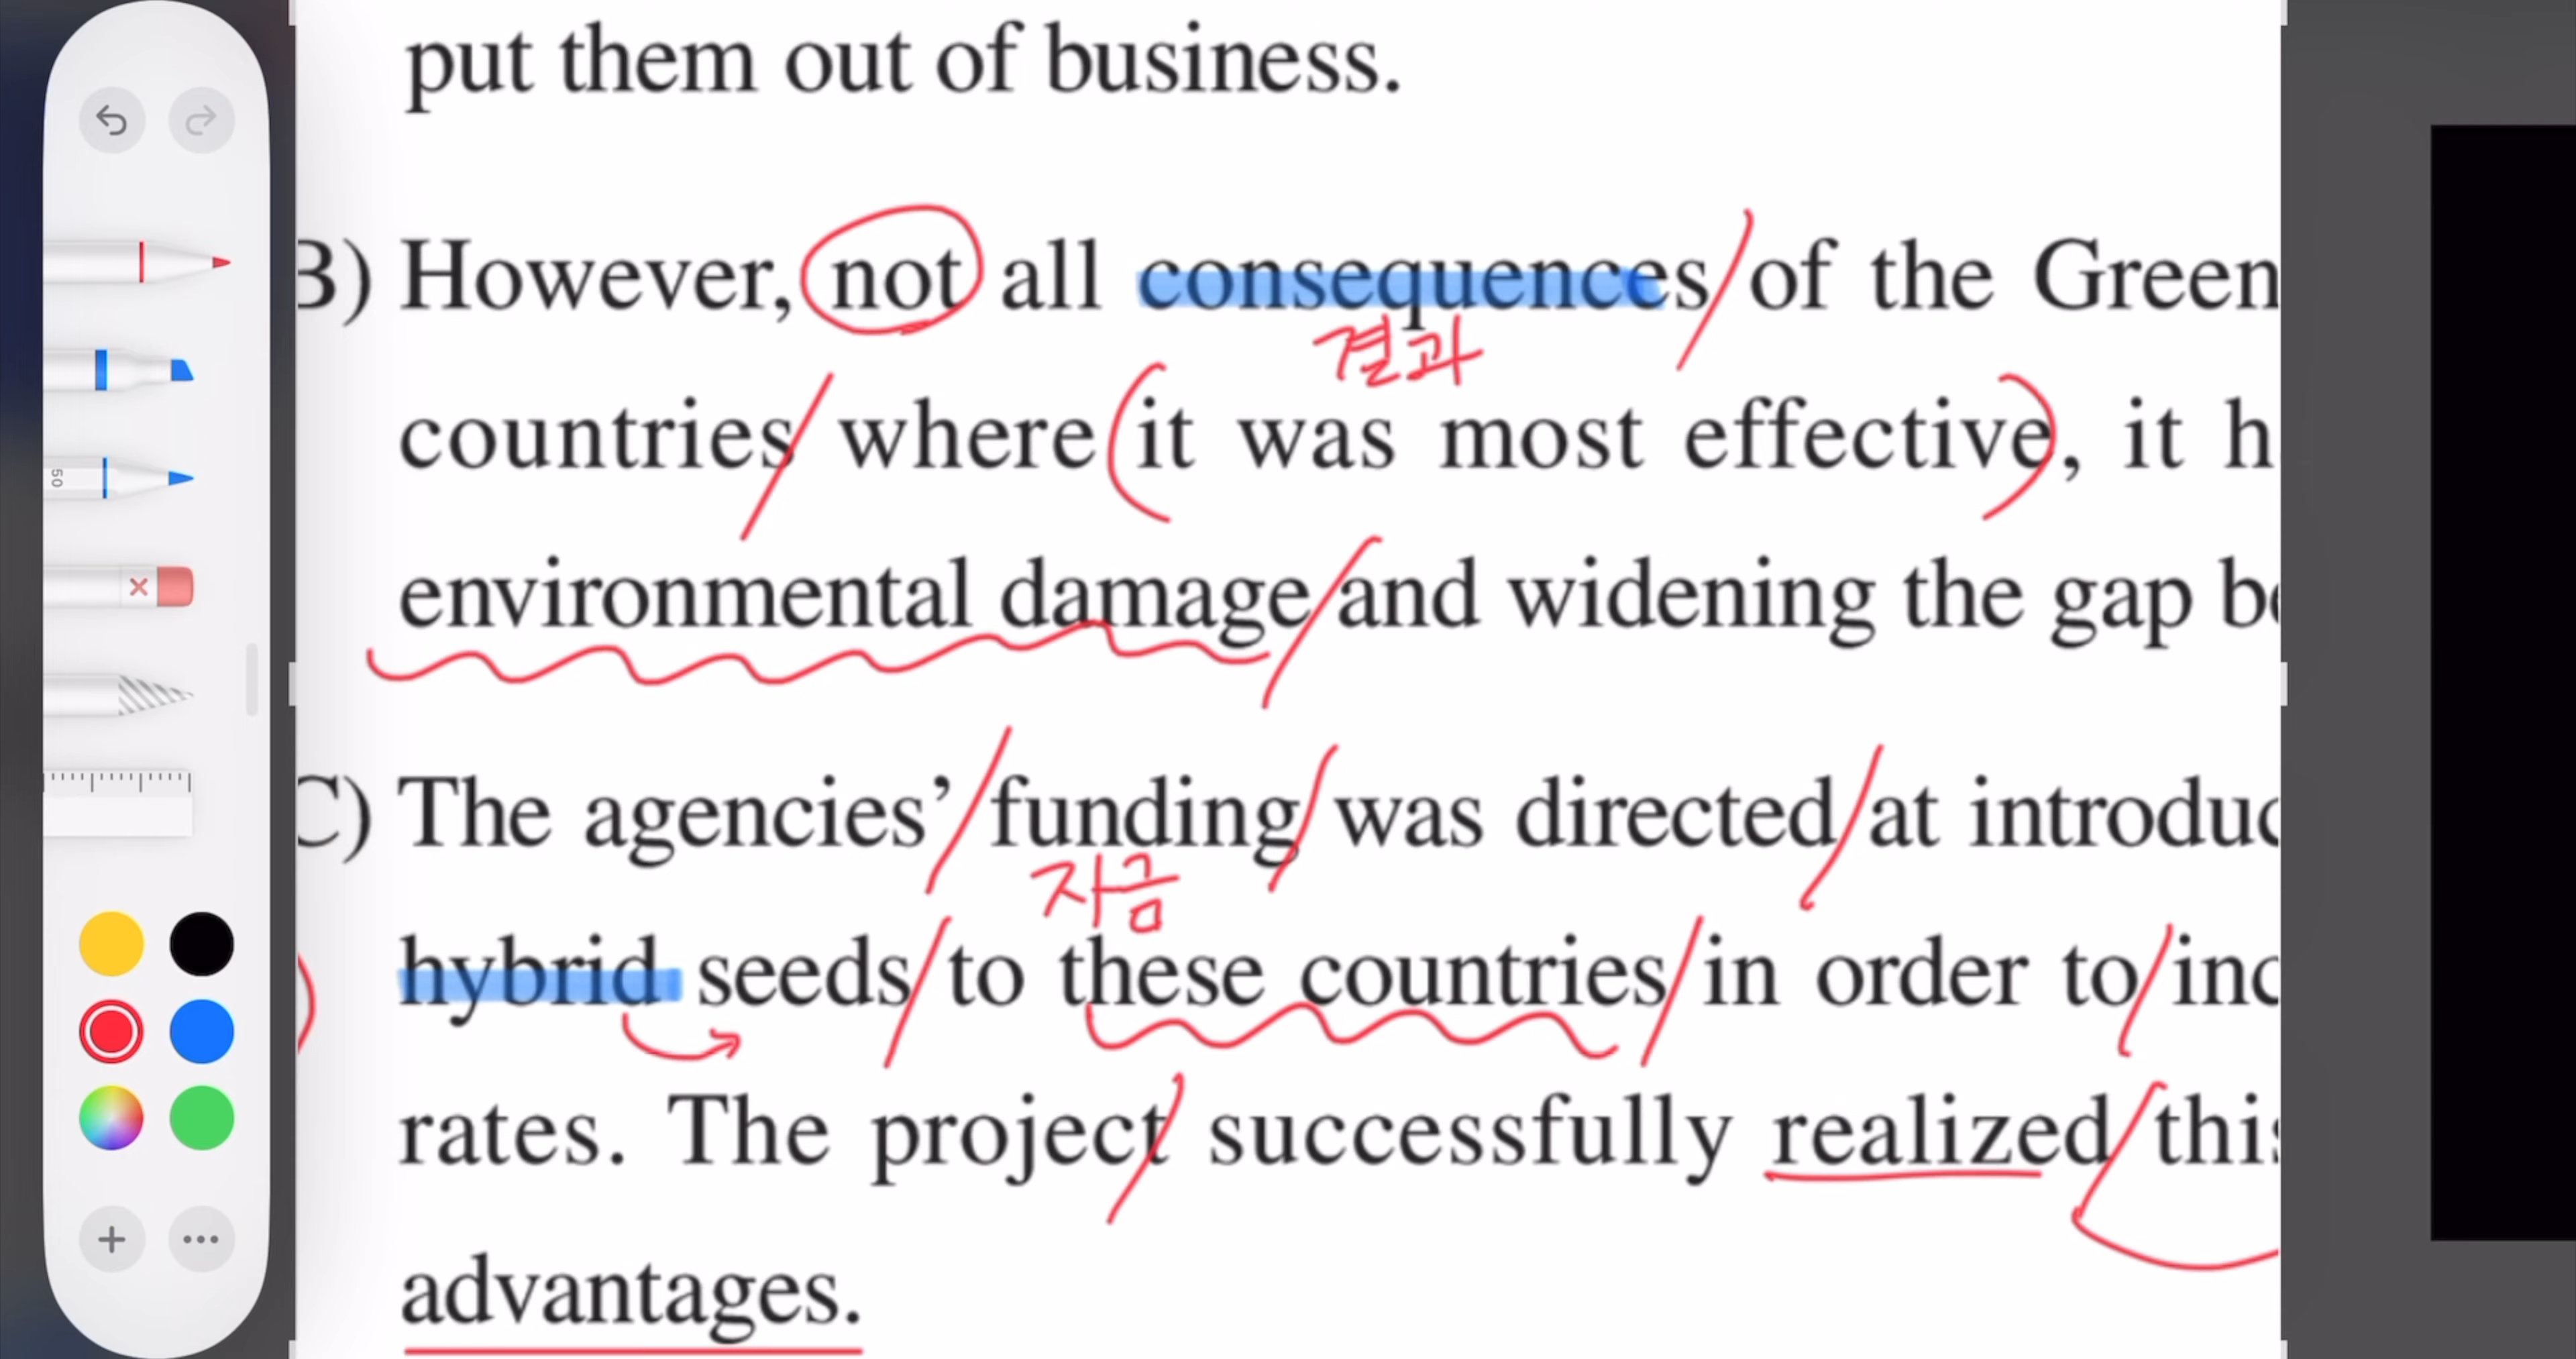 put them out of business.
B) However, not all consequences of the Green
결과
countries where it was most effective, it h
environmental damage and widening the gap be
C) The agencies’ funding was directed at introduc
자금
hybrid seeds to these countries in order to inc
rates. The project successfully realized this
advantages.
50